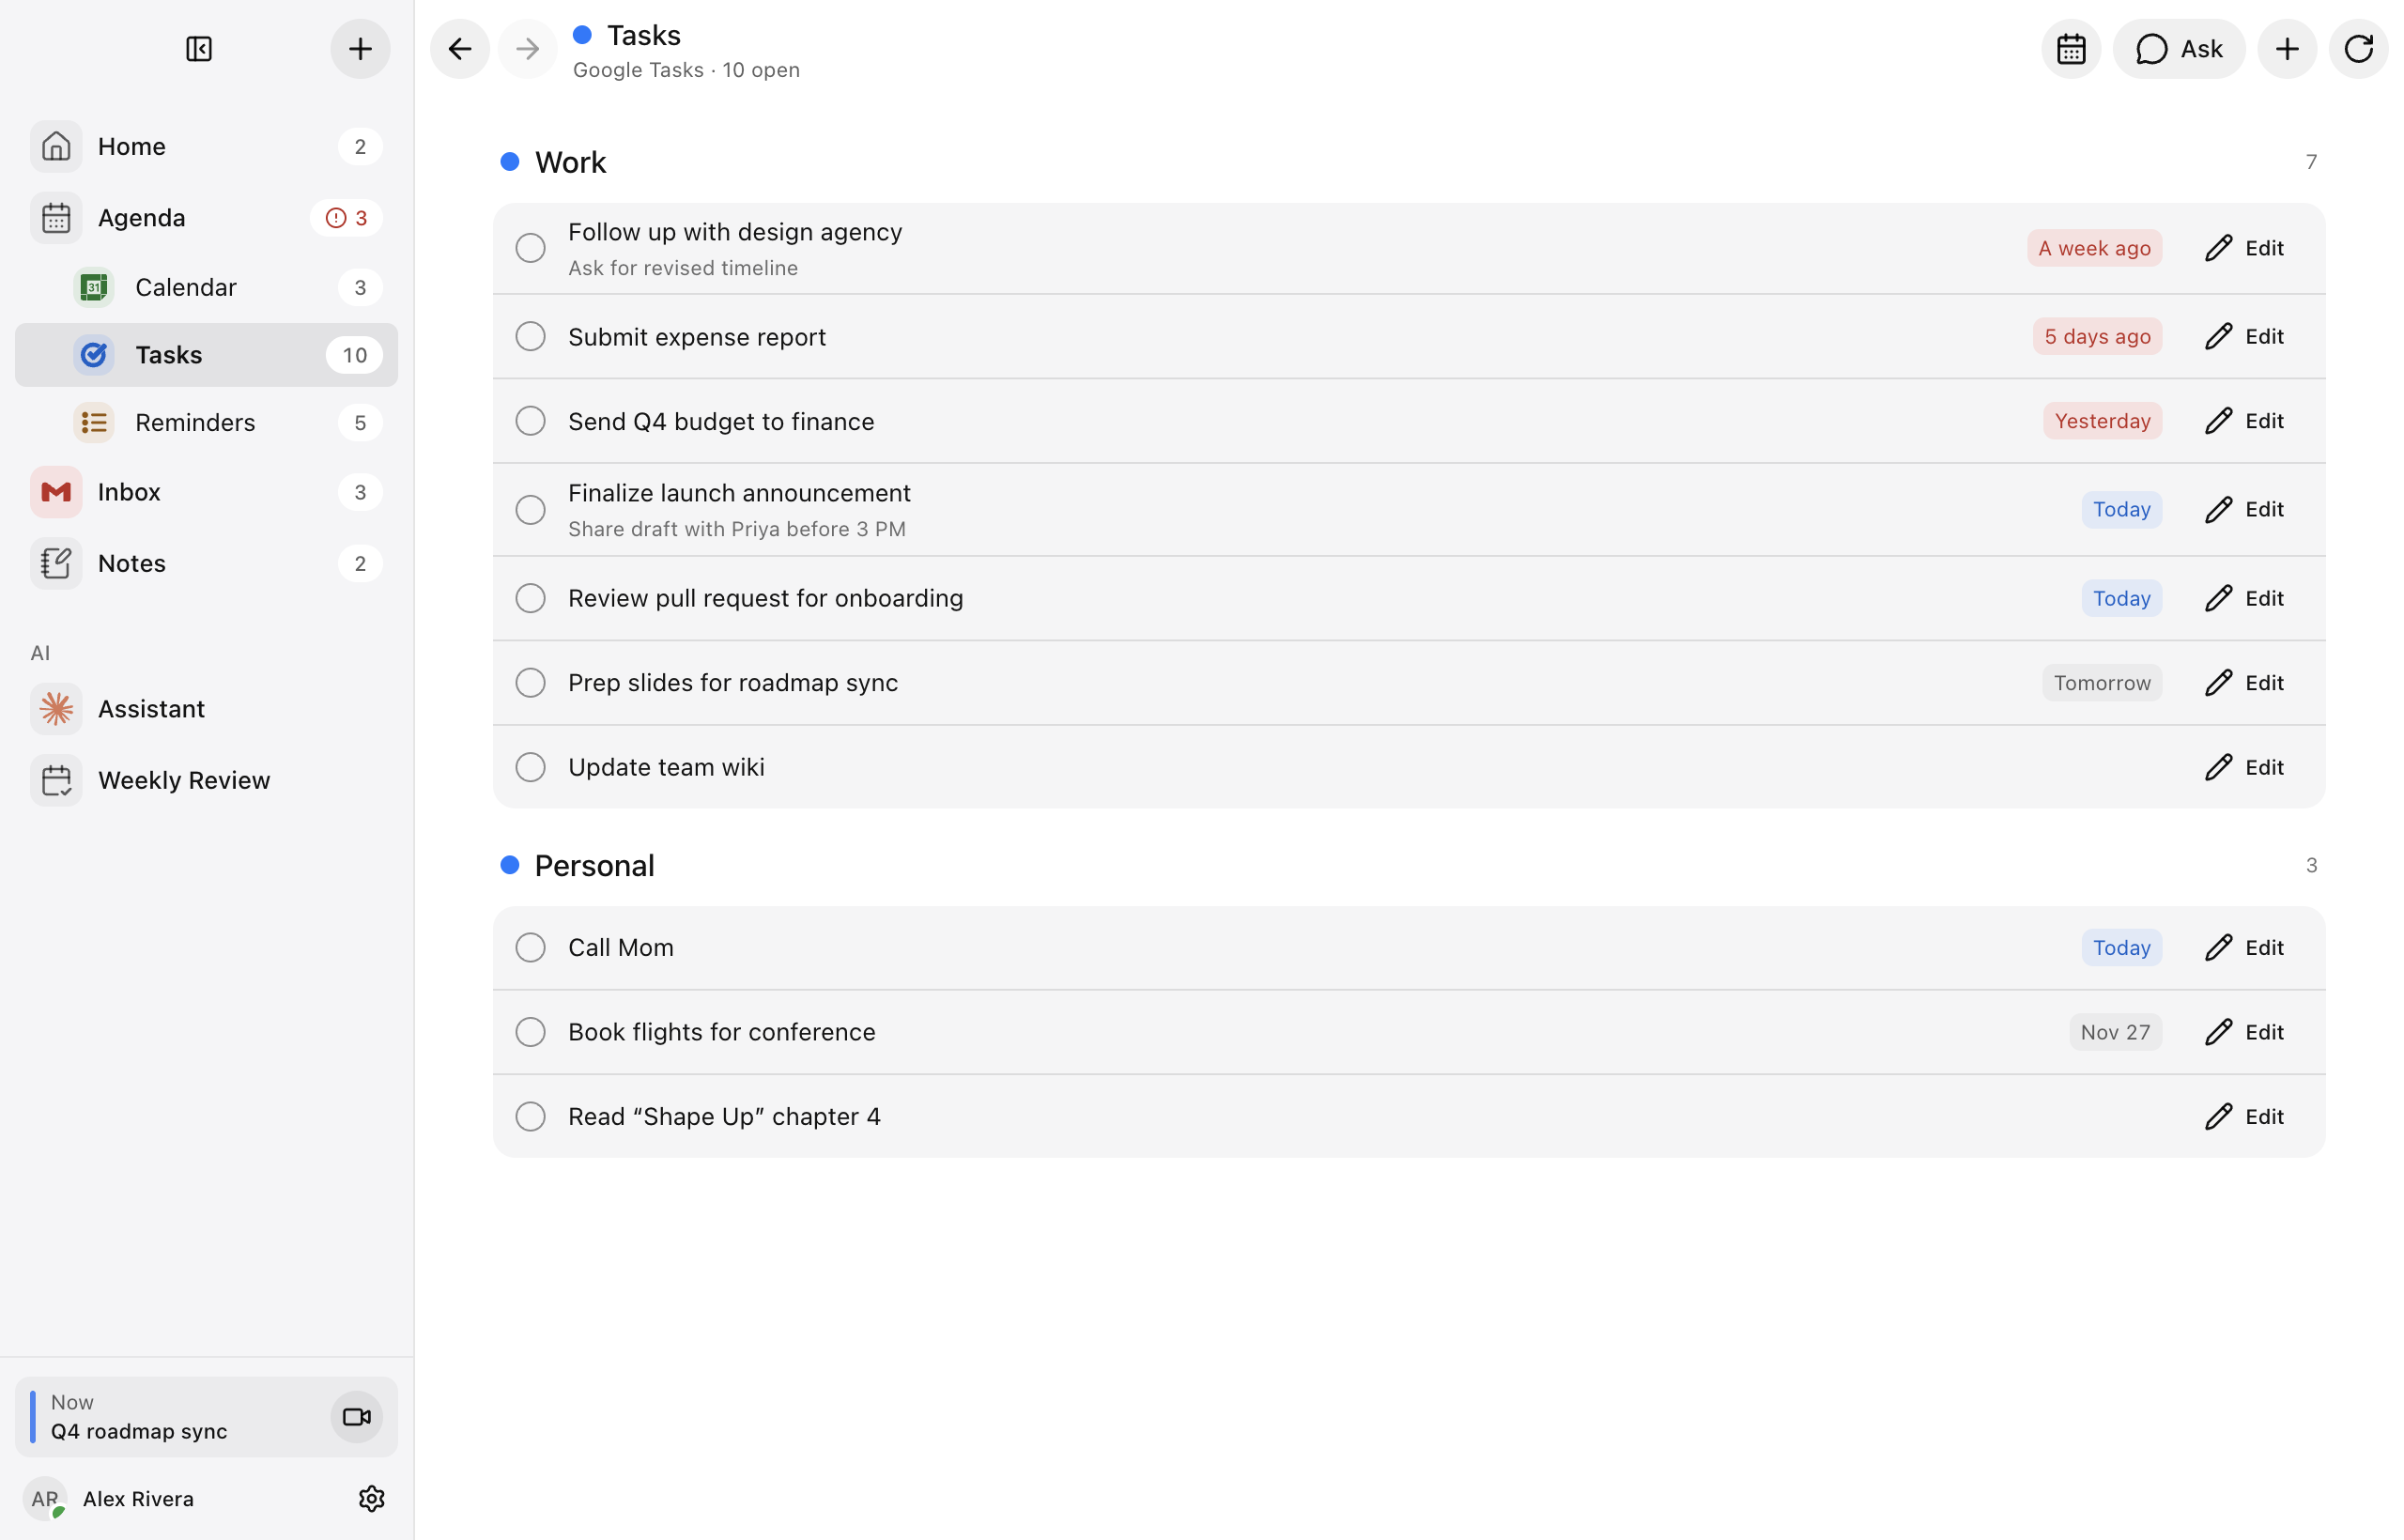 Home
2
Agenda
3
31
Calendar
3
Tasks
10
Reminders
5
Inbox
3
Notes
2
AI
Assistant
Weekly Review
Now
Q4 roadmap sync
AR
Alex Rivera
Tasks
Google Tasks · 10 open
Ask
Work
7
Follow up with design agency
Ask for revised timeline
A week ago
Edit
Submit expense report
5 days ago
Edit
Send Q4 budget to finance
Yesterday
Edit
Finalize launch announcement
Share draft with Priya before 3 PM
Today
Edit
Review pull request for onboarding
Today
Edit
Prep slides for roadmap sync
Tomorrow
Edit
Update team wiki
Edit
Personal
3
Call Mom
Today
Edit
Book flights for conference
Nov 27
Edit
Read “Shape Up” chapter 4
Edit